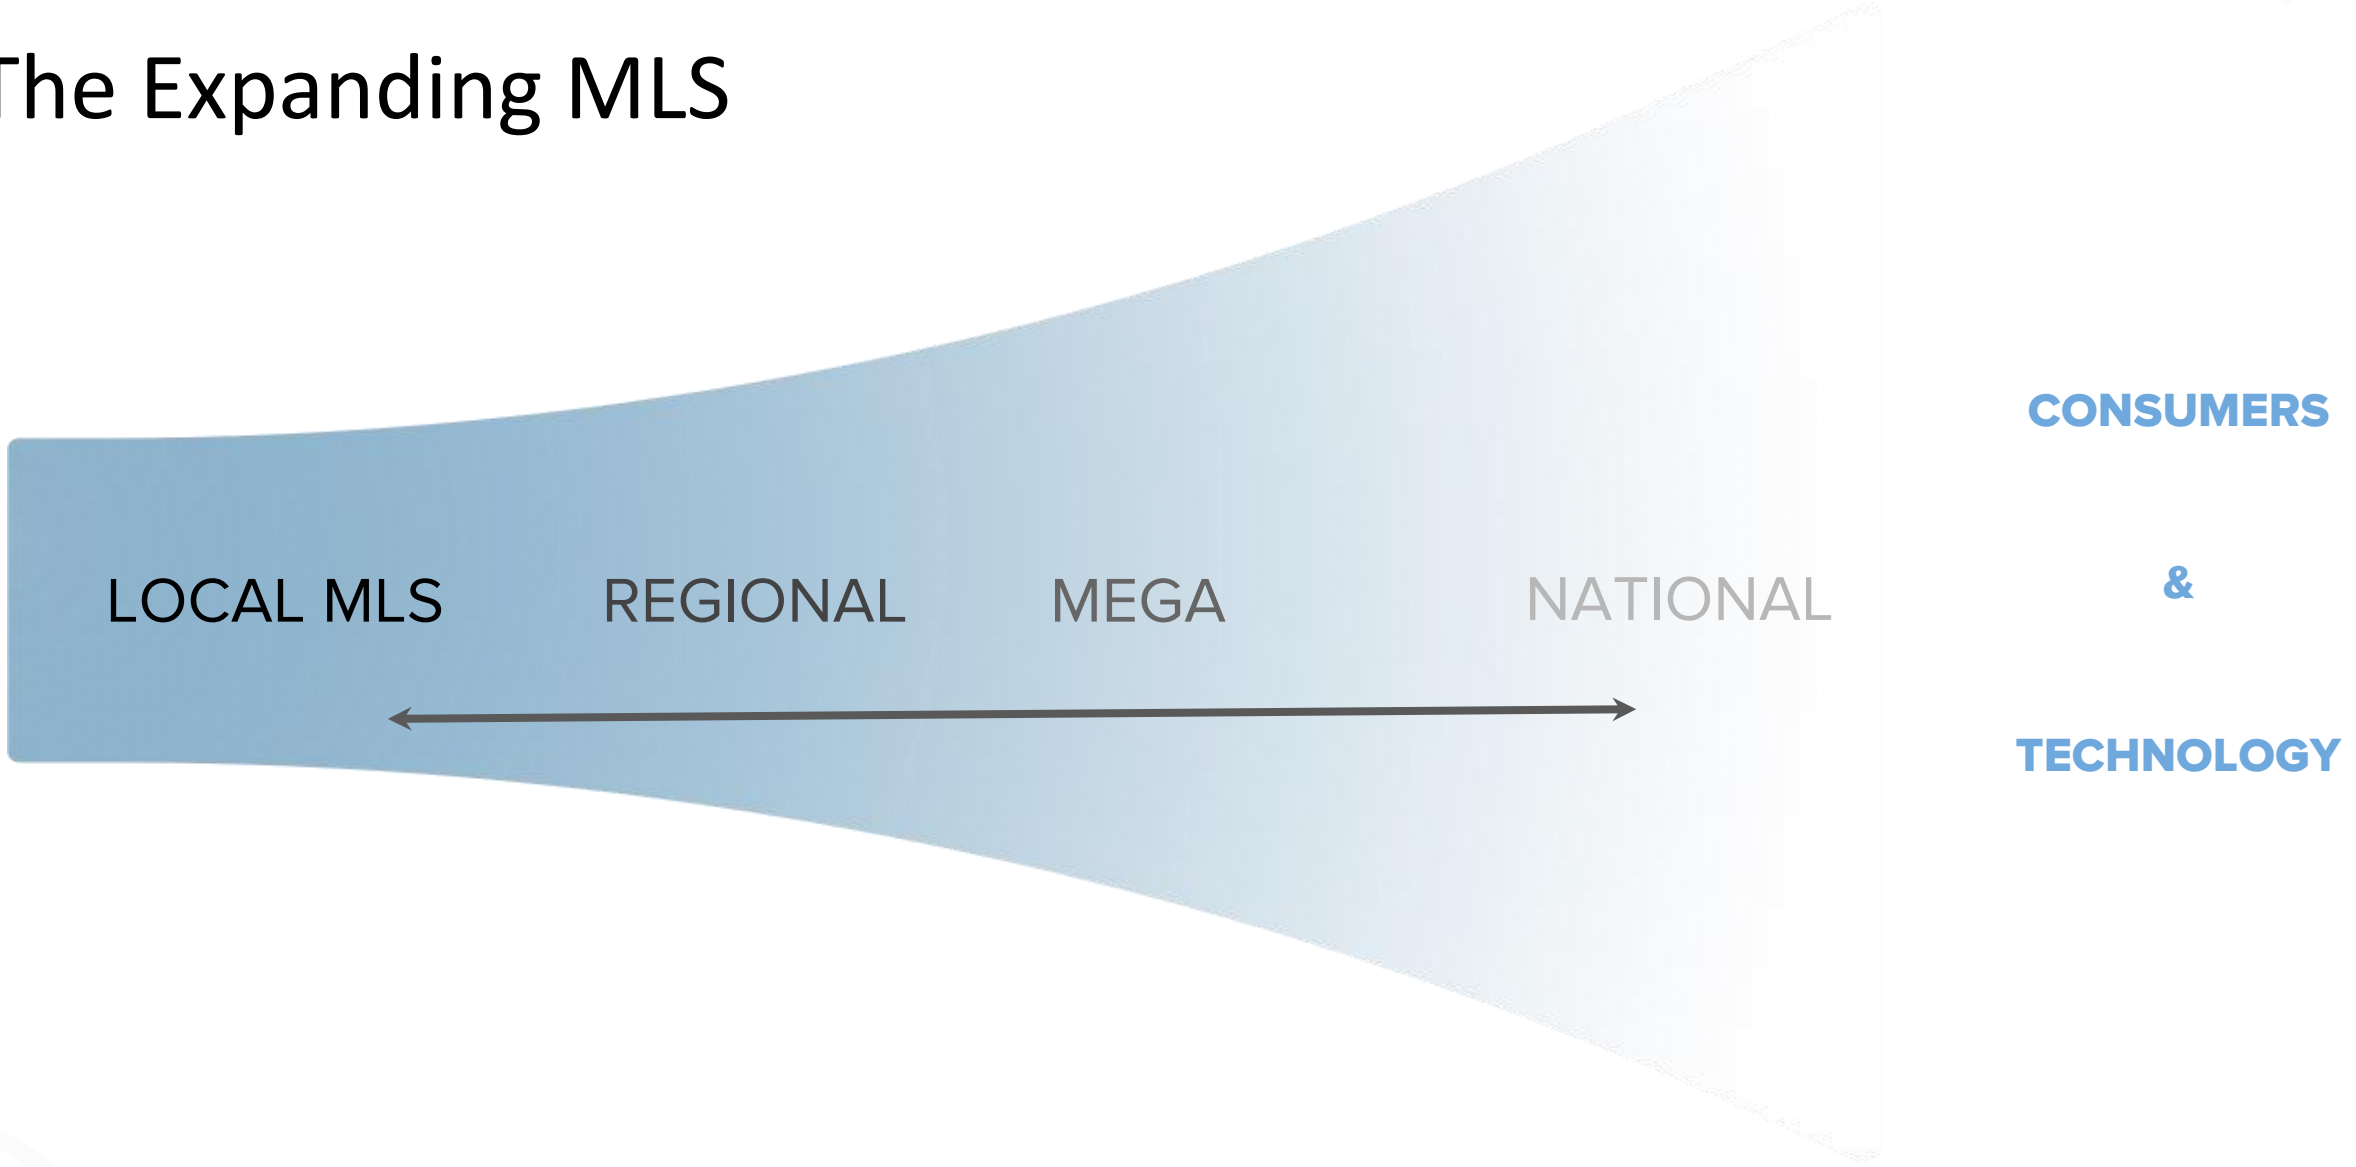 The Expanding MLS
CONSUMERS
LOCAL MLS REGIONAL MEGA NATIONAL
&
TECHNOLOGY